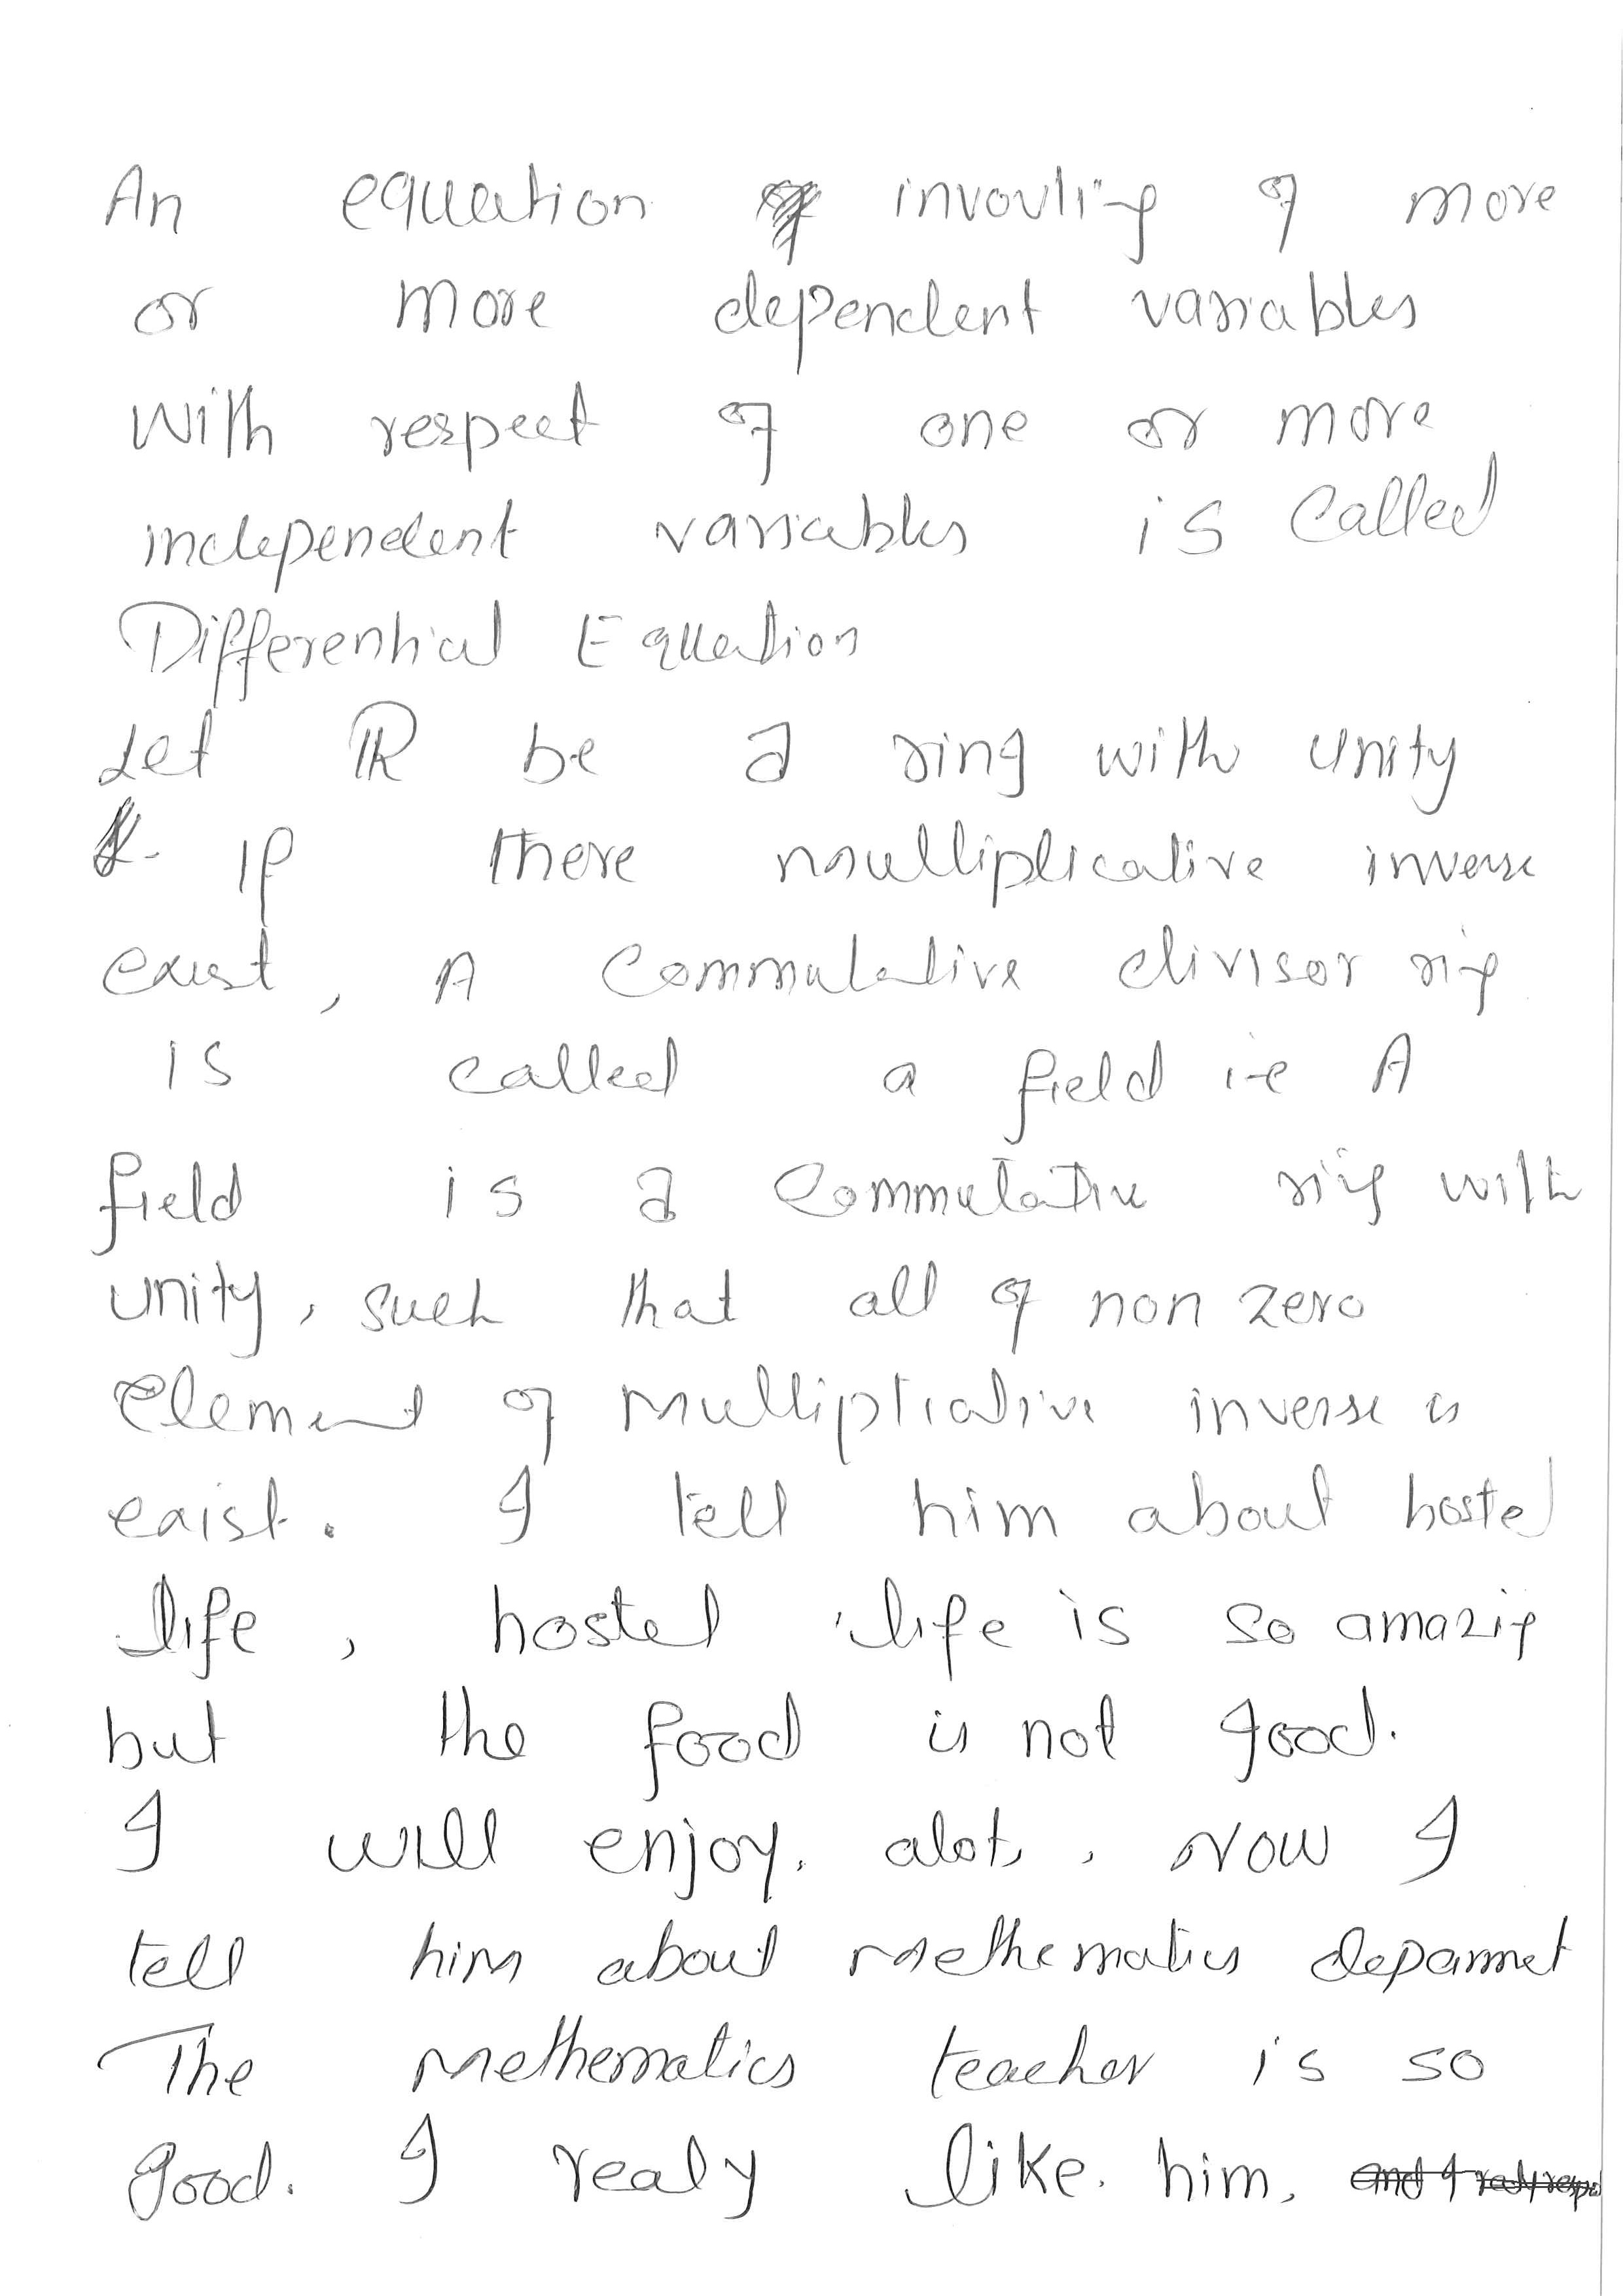 An equation invovling of more
or more dependent variables
with respect of one or more
independent variables is called
Differential Equation
Let R be a ring with unity
If there multiplicative inverse
exist, A commutative divisor ring
is called a field i-e A
field is a commutative ring with
unity, such that all of non zero
element of multiplicative inverse is
exist. I tell him about hostel
life, hostel life is so amazing
but the food is not good.
I will enjoy. alot, . Now I
tell him about mathematics deparmet
The Mathematics teacher is so
good. I realy like. him.